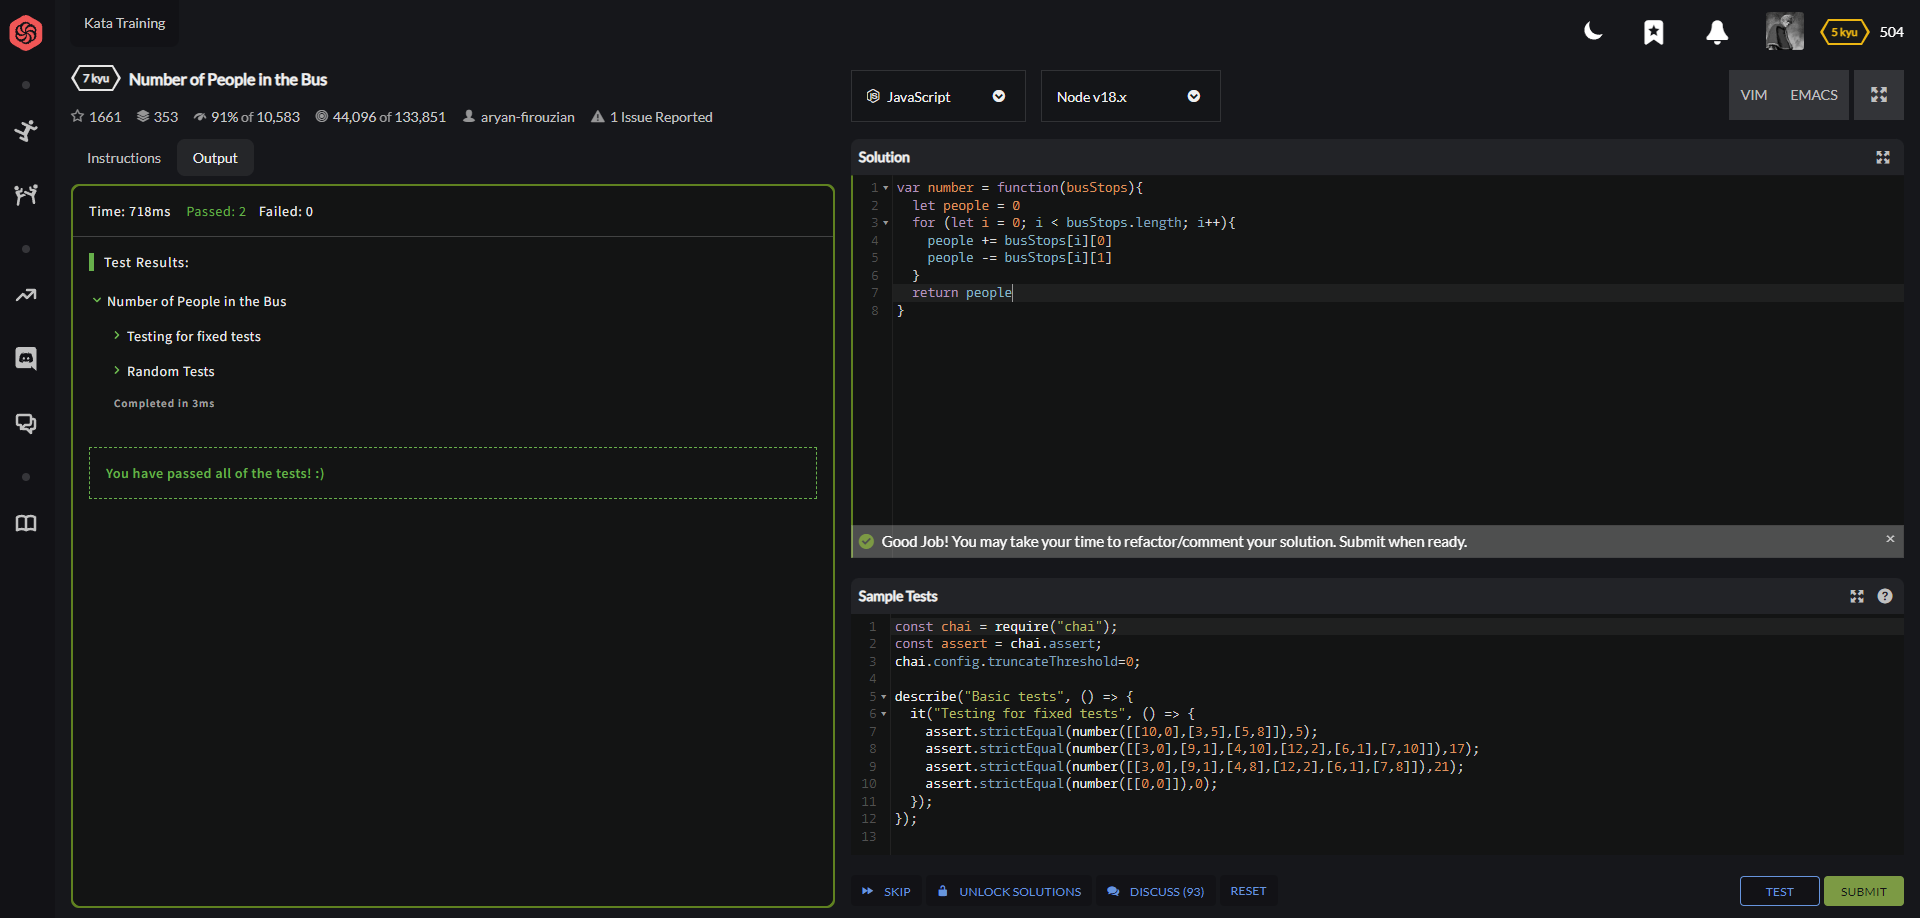 Kata Training
5 kyu 504
7 kyu Number of People in the Bus
1661 353 91% of 10,583 44,096 of 133,851 aryan-firouzian 1 Issue Reported
Instructions Output
Time: 718ms Passed: 2 Failed: 0
Test Results:
Number of People in the Bus
Testing for fixed tests
Random Tests
Completed in 3ms
You have passed all of the tests! :)
JavaScript Node v18.x VIM EMACS
Solution
1 var number = function(busStops){
2 let people = 0
3 for (let i = 0; i < busStops.length; i++){
4 people += busStops[i][0]
5 people -= busStops[i][1]
6 }
7 return people
8 }
Good Job! You may take your time to refactor/comment your solution. Submit when ready. ×
Sample Tests ?
1 const chai = require("chai");
2 const assert = chai.assert;
3 chai.config.truncateThreshold=0;
4
5 describe("Basic tests", () => {
6 it("Testing for fixed tests", () => {
7 assert.strictEqual(number([[10,0],[3,5],[5,8]]),5);
8 assert.strictEqual(number([[3,0],[9,1],[4,10],[12,2],[6,1],[7,10]]),17);
9 assert.strictEqual(number([[3,0],[9,1],[4,8],[12,2],[6,1],[7,8]]),21);
10 assert.strictEqual(number([[0,0]]),0);
11 });
12 });
13
SKIP UNLOCK SOLUTIONS DISCUSS (93) RESET TEST SUBMIT